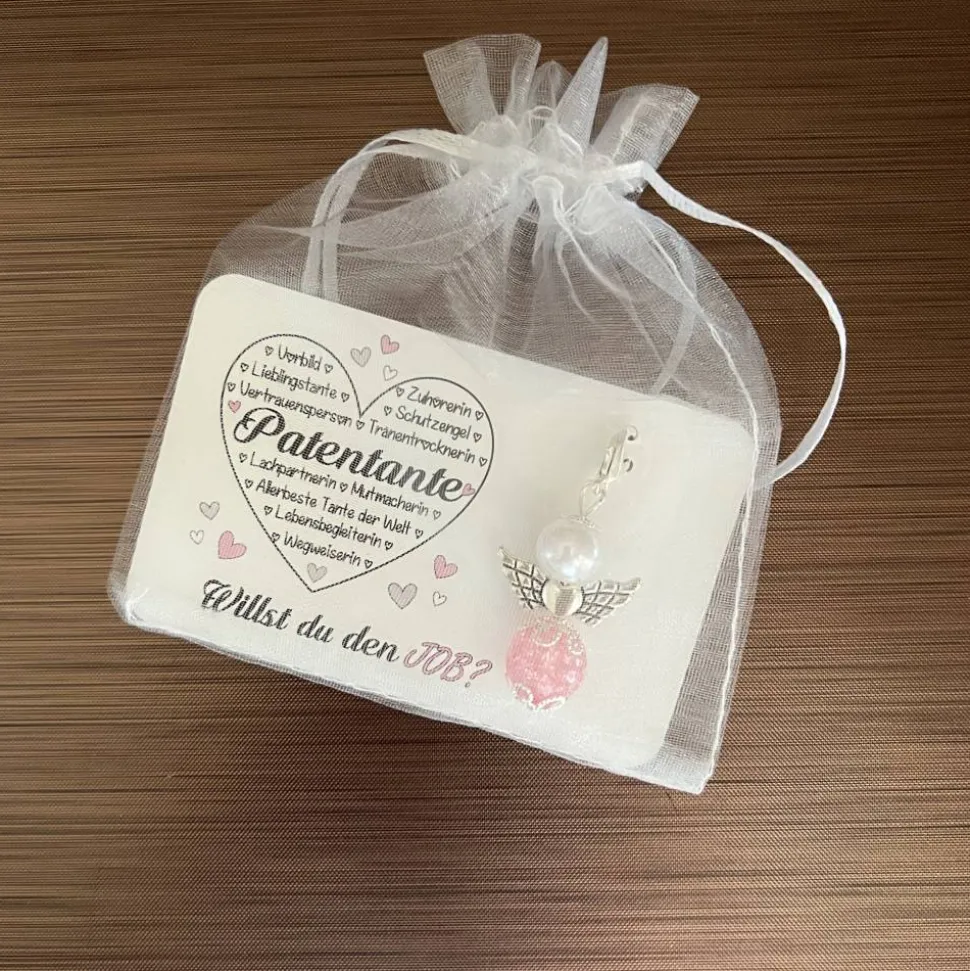 Vorbild
Lieblingstante
Vertrauensperson
Zuhörerin
Schutzengel
Tränentrocknerin
Patentante
Lachpartnerin Mutmacherin
Allerbeste Tante der Welt
Lebensbegleiterin
Wegweiserin
Willst du den JOB?